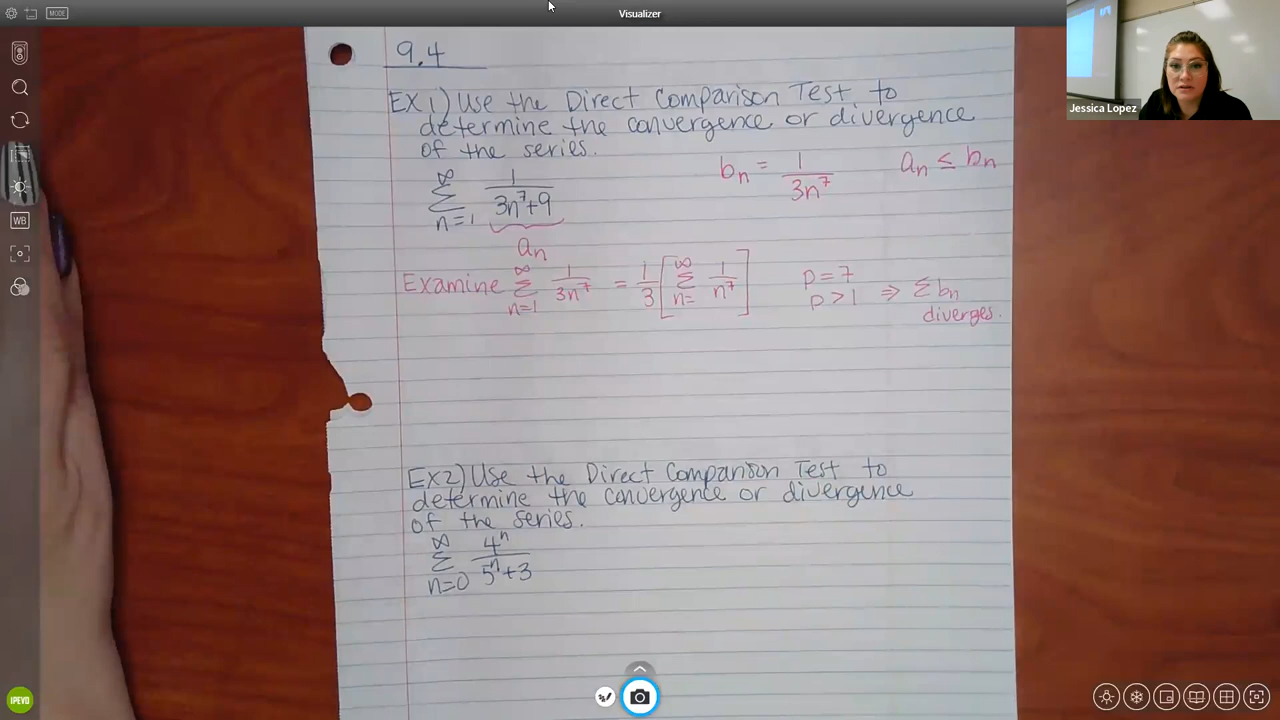 MODE
Visualizer
Jessica Lopez
WB
IPEVO
9.4
EX 1) Use the Direct Comparison Test to
determine the convergence or divergence
of the series.
∞ Σ n=1 1/(3n⁷+9)
aₙ
bₙ = 1/(3n⁷) aₙ ≤ bₙ
Examine ∞ Σ n=1 1/(3n⁷) = 1/3 [ ∞ Σ n= 1/n⁷ ] p=7
p>1 ⇒ Σbₙ
diverges.
EX2) Use the Direct Comparison Test to
determine the convergence or divergence
of the series.
∞ Σ n=0 4ⁿ/(5ⁿ+3)